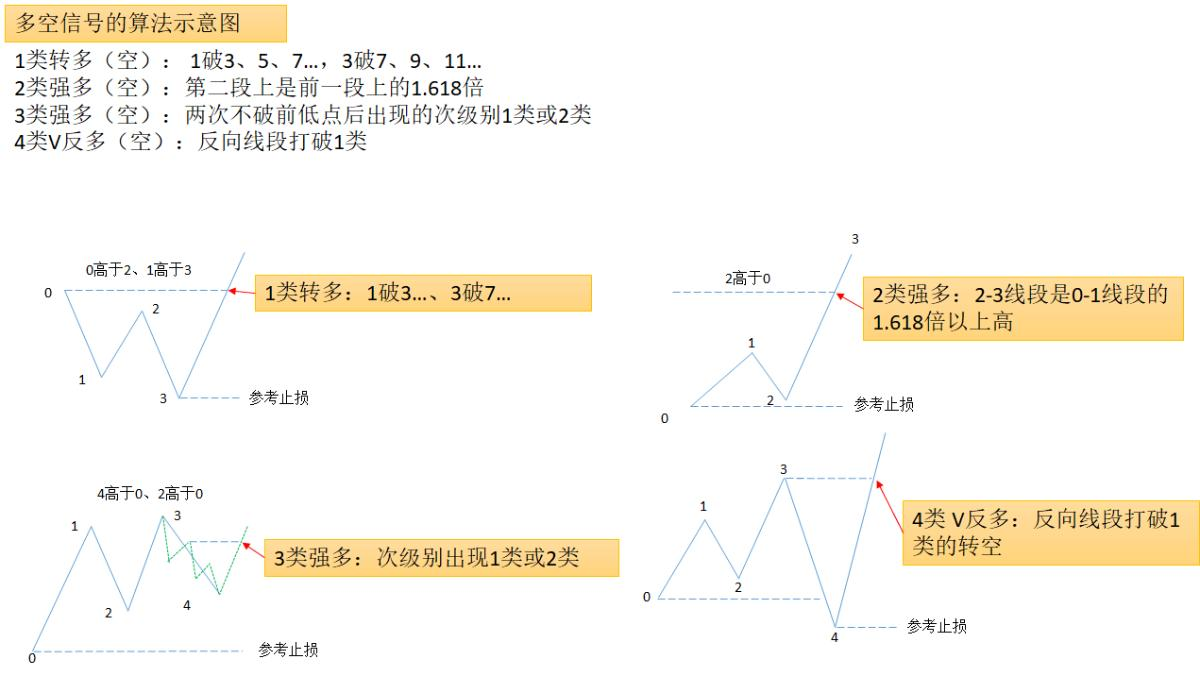 多空信号的算法示意图
1类转多（空）： 1破3、5、7…，3破7、9、11…
2类强多（空）：第二段上是前一段上的1.618倍
3类强多（空）：两次不破前低点后出现的次级别1类或2类
4类V反多（空）：反向线段打破1类
0高于2、1高于3
0
1
2
3
参考止损
1类转多：1破3…、3破7…
3
2高于0
1
2
0
参考止损
2类强多：2-3线段是0-1线段的
1.618倍以上高
4高于0、2高于0
1
3
2
4
0
参考止损
3类强多：次级别出现1类或2类
3
1
2
0
4
参考止损
4类 V反多：反向线段打破1
类的转空